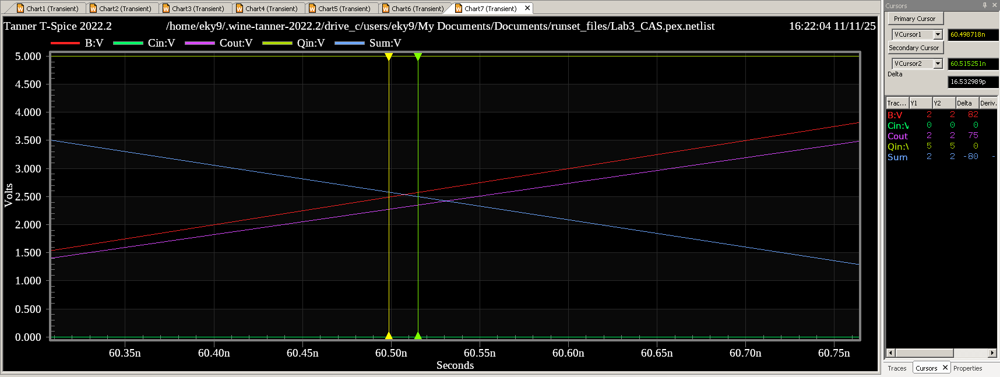 Chart1 (Transient) Chart2 (Transient) Chart3 (Transient) Chart4 (Transient) Chart5 (Transient) Chart6 (Transient) Chart7 (Transient)
Tanner T-Spice 2022.2 /home/eky9/.wine-tanner-2022.2/drive_c/users/eky9/My Documents/Documents/runset_files/Lab3_CAS.pex.netlist 16:22:04 11/11/25
B:V Cin:V Cout:V Qin:V Sum:V
5.000
4.500
4.000
3.500
3.000
2.500
2.000
1.500
1.000
0.500
0.000
Volts
60.35n 60.40n 60.45n 60.50n 60.55n 60.60n 60.65n 60.70n 60.75n
Seconds
Cursors
Primary Cursor
VCursor1 60.498718n
Secondary Cursor
VCursor2 60.515251n
Delta
16.532989p
Trac... Y1 Y2 Delta Deriv.
B:V 2 2 82
Cin:V 0 0 0
Cout 2 2 75
Qin:V 5 5 0
Sum 2 2 -80 -
Traces Cursors Properties